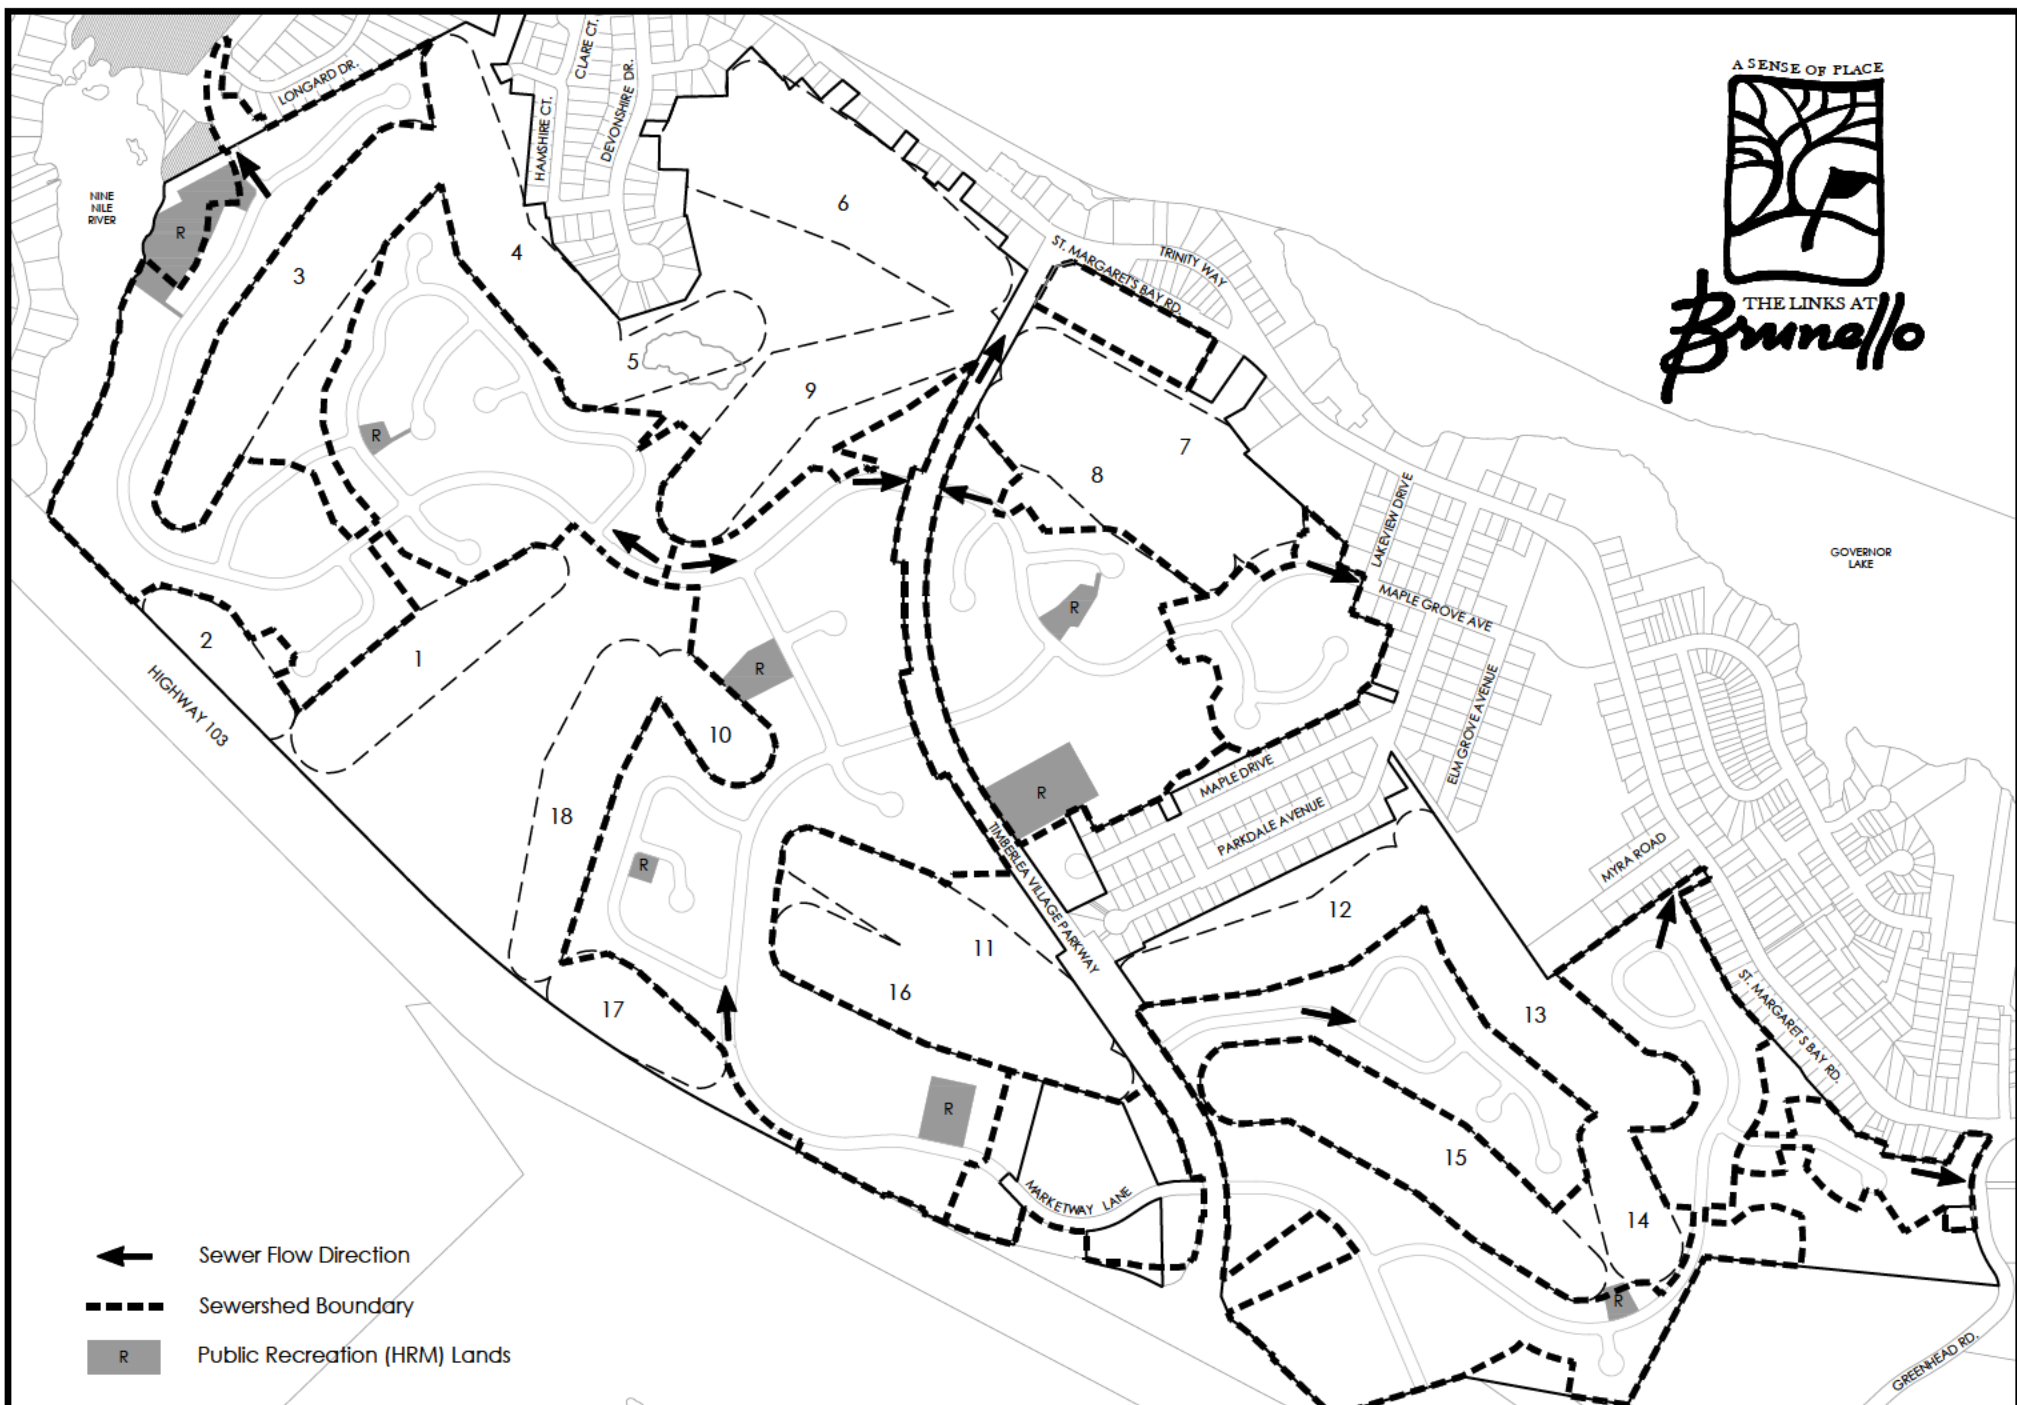 A SENSE OF PLACE
THE LINKS AT
Brunello
LONGARD DR.
CLARE CT.
HAMSHIRE CT.
DEVONSHIRE DR.
NINE
NILE
RIVER
R
3
4
5
6
9
ST. MARGARET'S BAY RD.
TRINITY WAY
R
7
8
LAKEVIEW DRIVE
GOVERNOR
LAKE
MAPLE GROVE AVE
R
2
1
HIGHWAY 103
R
10
ELM GROVE AVENUE
MAPLE DRIVE
R
18
PARKDALE AVENUE
MYRA ROAD
R
TIMBERLEA VILLAGE PARKWAY
12
11
16
17
13
ST. MARGARET'S BAY RD.
R
15
MARKETWAY LANE
14
R
GREENHEAD RD.
Sewer Flow Direction
Sewershed Boundary
R
Public Recreation (HRM) Lands